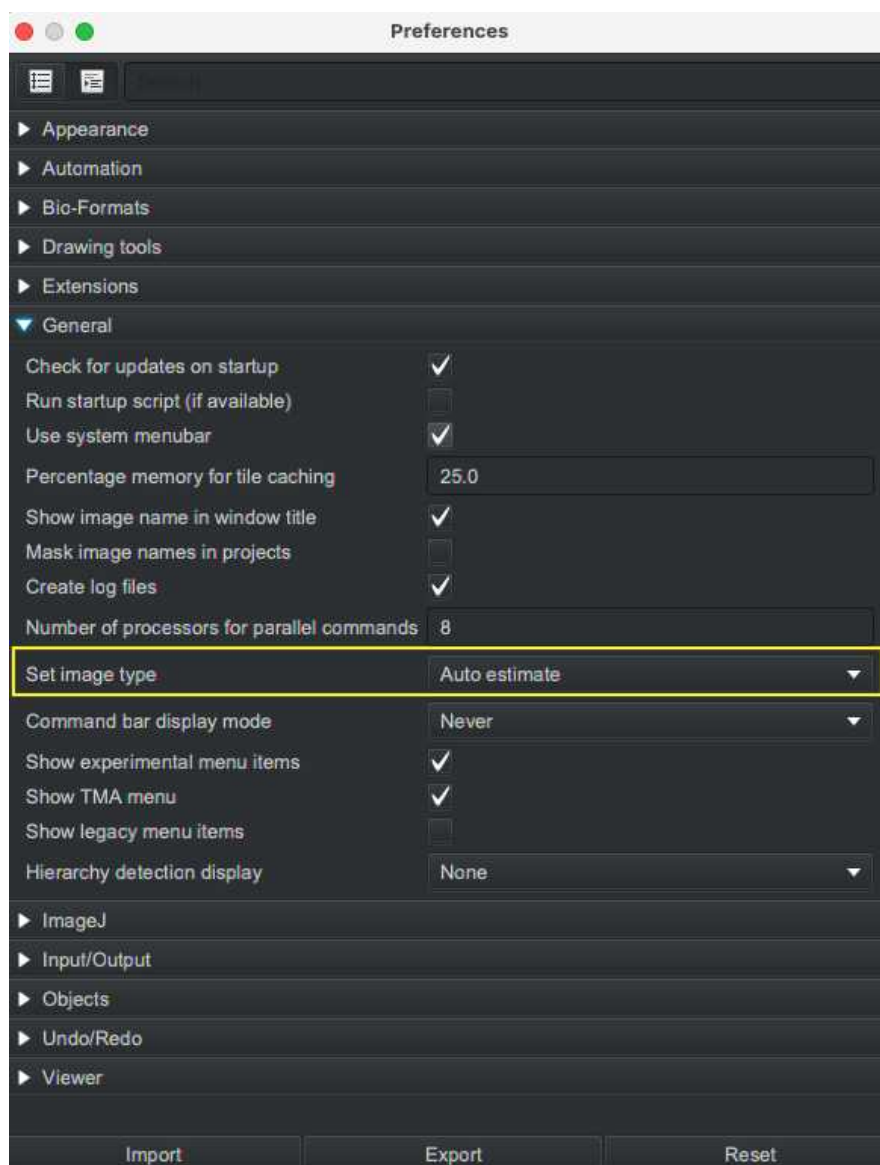 Preferences
Appearance
Automation
Bio-Formats
Drawing tools
Extensions
General
Check for updates on startup
Run startup script (if available)
Use system menubar
Percentage memory for tile caching 25.0
Show image name in window title
Mask image names in projects
Create log files
Number of processors for parallel commands 8
Set image type Auto estimate
Command bar display mode Never
Show experimental menu items
Show TMA menu
Show legacy menu items
Hierarchy detection display None
ImageJ
Input/Output
Objects
Undo/Redo
Viewer
Import Export Reset